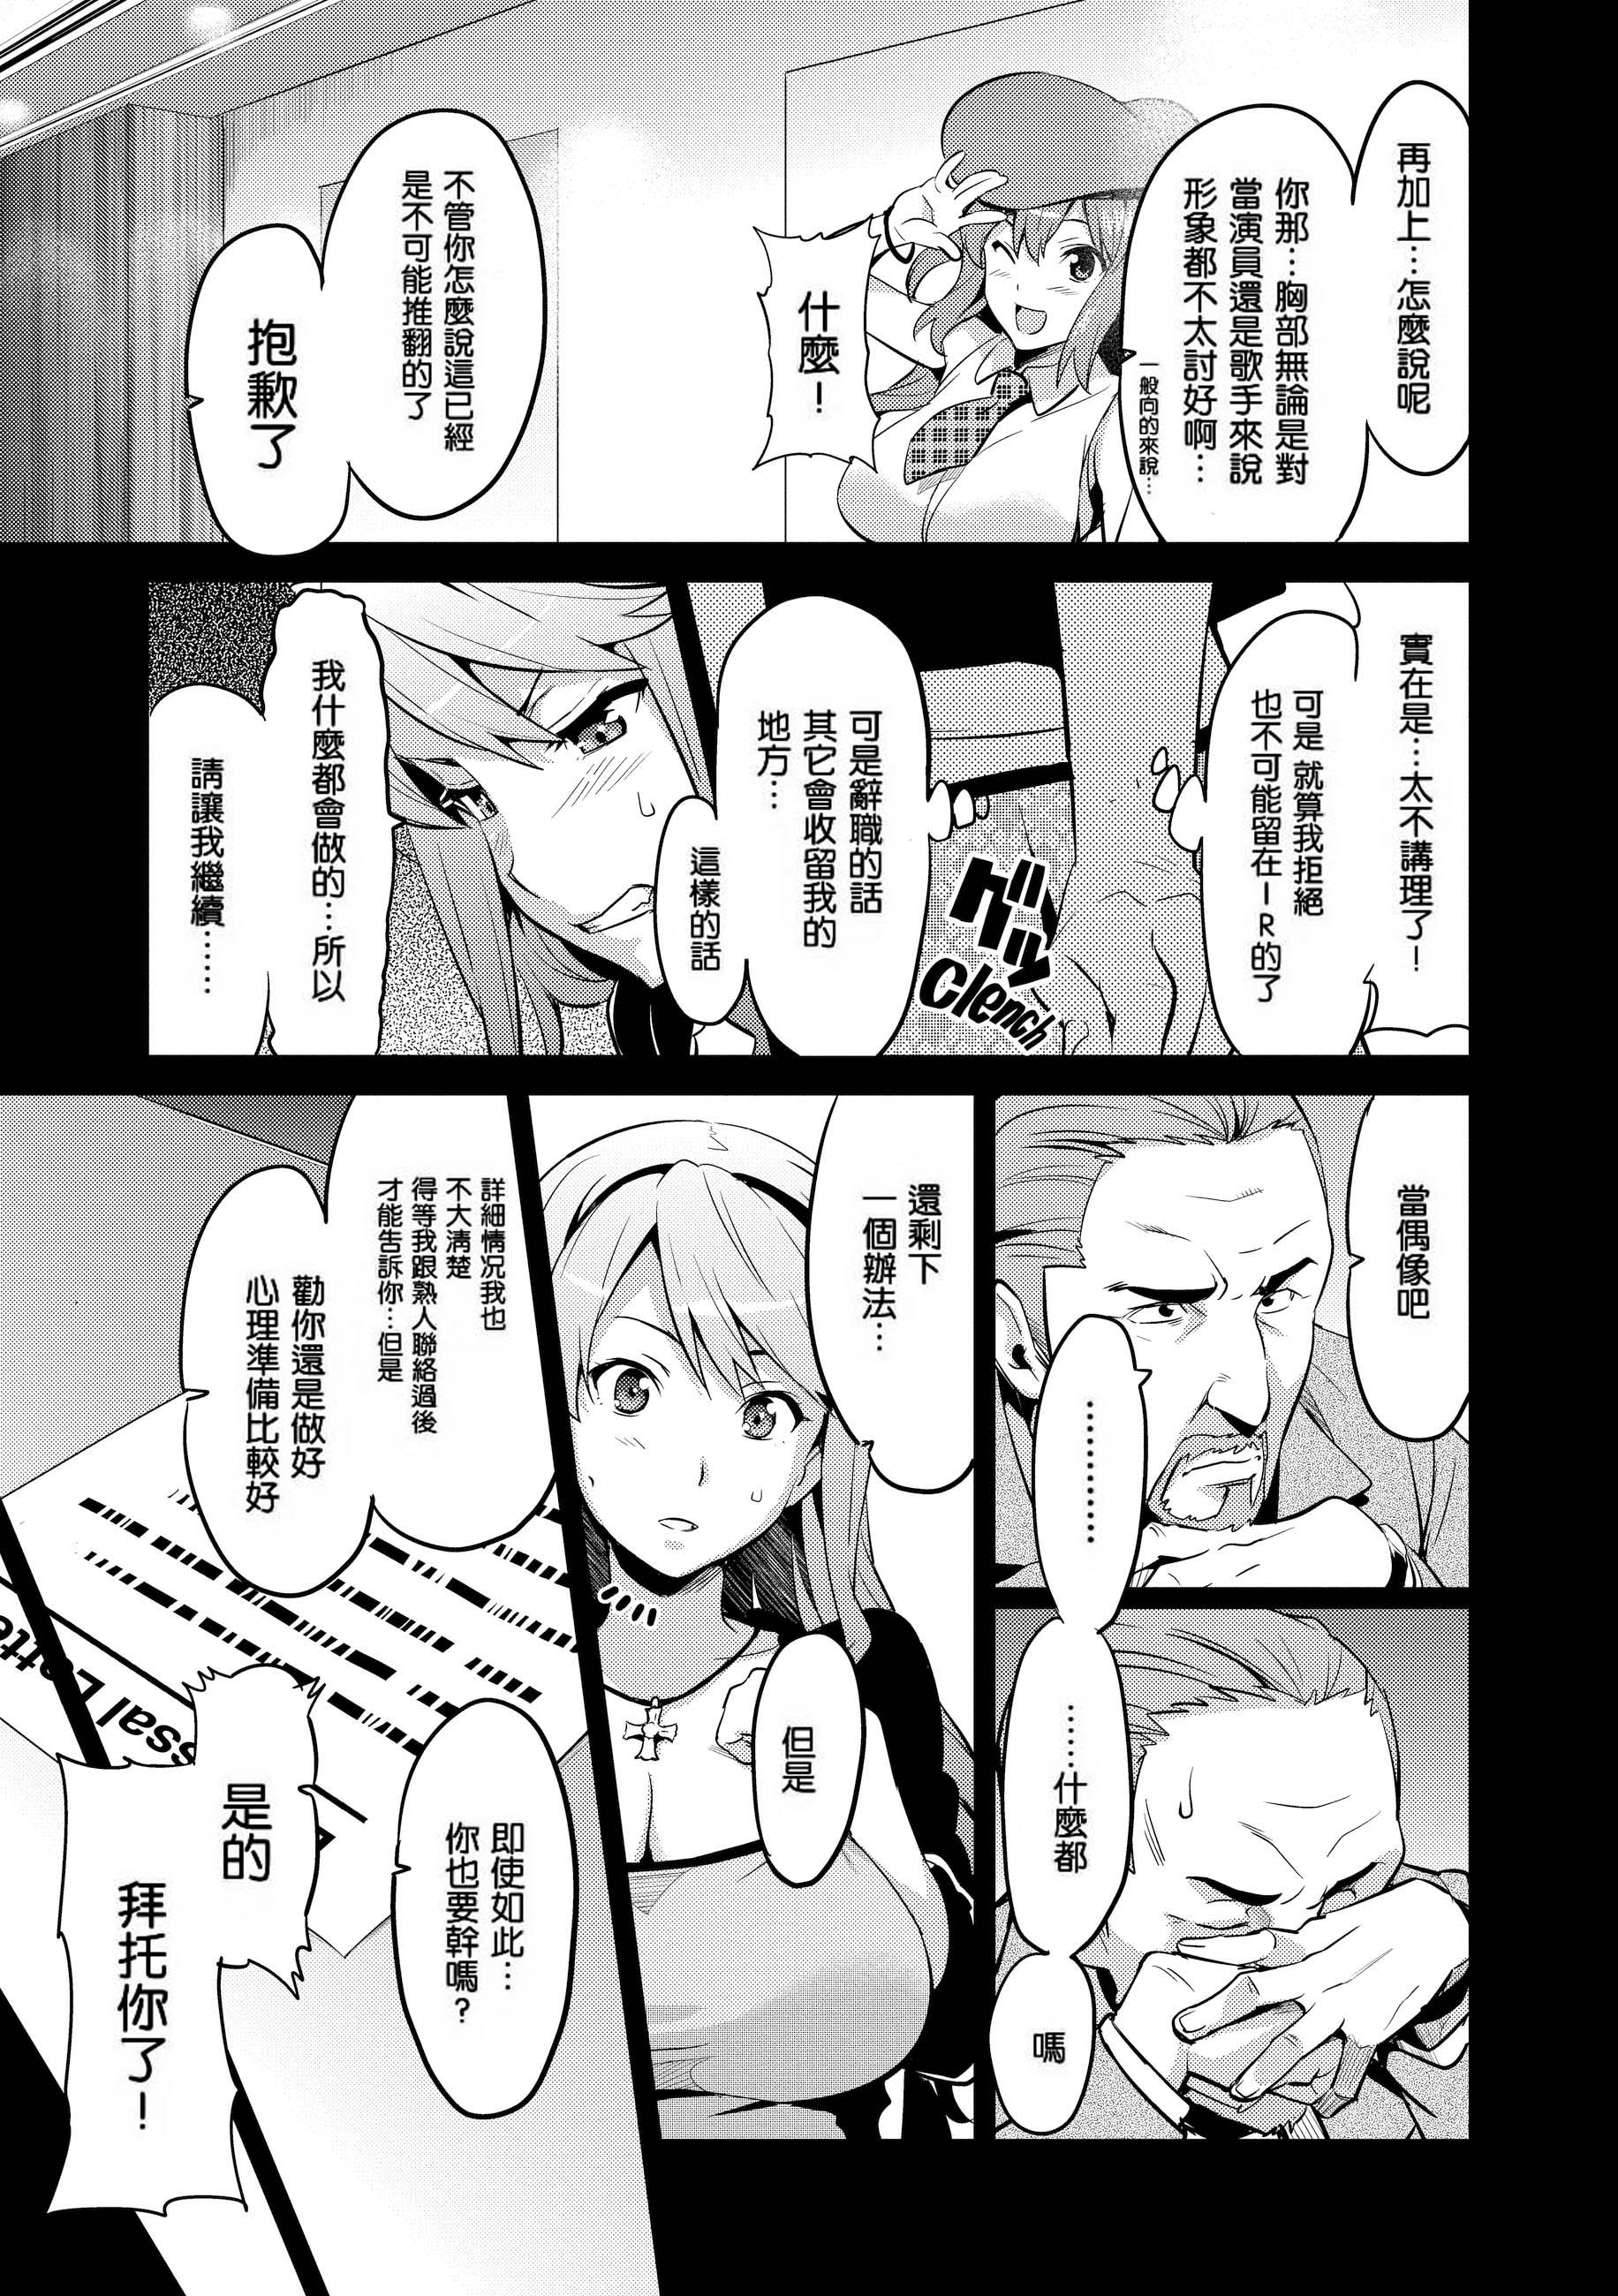 再加上…怎麼說呢
你那…胸部無論是對
當演員還是歌手來說
形象都不太討好啊…
一般向的來說…
什麼！
不管你怎麼說這已經
是不可能推翻的了
抱歉了
實在是…太不講理了！
可是就算我拒絕
也不可能留在IR的了
グッグッ
Clench
可是辭職的話
其它會收留我的
地方…
這樣的話
我什麼都會做的…所以
請讓我繼續……
當偶像吧
…………
……什麼都
嗎
還剩下
一個辦法…
但是
詳細情況我也
不大淸楚
得等我跟熟人聯絡過後
才能告訴你…但是
勸你還是做好
心理準備比較好
即使如此…
你也要幹嗎？
是的
拜托你了！